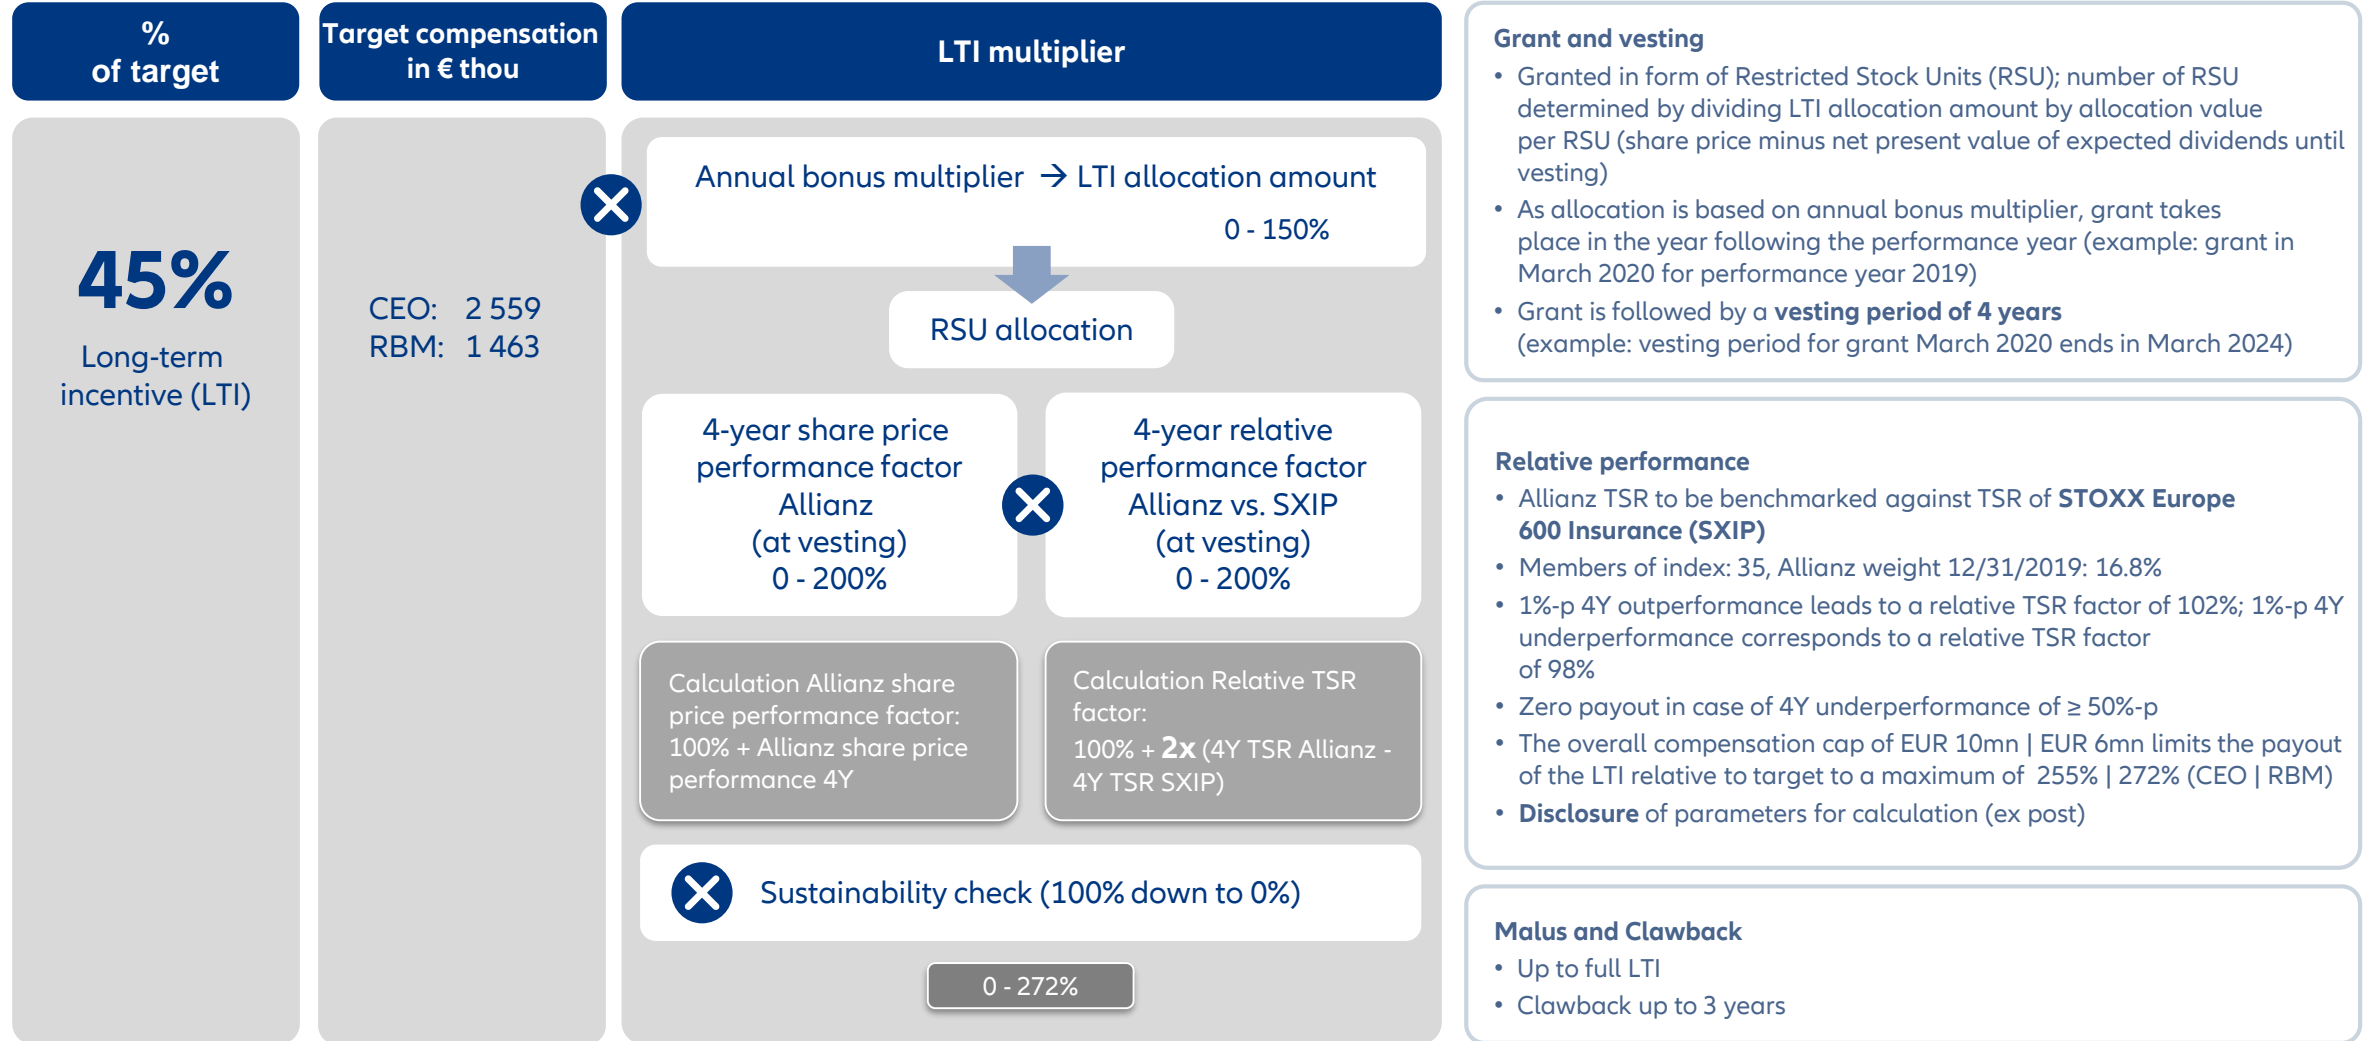 %
of target
Target compensation
in € thou
LTI multiplier
45%
Long-term
incentive (LTI)
CEO: 2 559
RBM: 1 463
Annual bonus multiplier → LTI allocation amount
0 - 150%
RSU allocation
4-year share price
performance factor
Allianz
(at vesting)
0 - 200%
4-year relative
performance factor
Allianz vs. SXIP
(at vesting)
0 - 200%
Calculation Allianz share
price performance factor:
100% + Allianz share price
performance 4Y
Calculation Relative TSR
factor:
100% + 2x (4Y TSR Allianz -
4Y TSR SXIP)
Sustainability check (100% down to 0%)
0 - 272%
Grant and vesting
• Granted in form of Restricted Stock Units (RSU); number of RSU
determined by dividing LTI allocation amount by allocation value
per RSU (share price minus net present value of expected dividends until
vesting)
• As allocation is based on annual bonus multiplier, grant takes
place in the year following the performance year (example: grant in
March 2020 for performance year 2019)
• Grant is followed by a vesting period of 4 years
(example: vesting period for grant March 2020 ends in March 2024)
Relative performance
• Allianz TSR to be benchmarked against TSR of STOXX Europe
600 Insurance (SXIP)
• Members of index: 35, Allianz weight 12/31/2019: 16.8%
• 1%-p 4Y outperformance leads to a relative TSR factor of 102%; 1%-p 4Y
underperformance corresponds to a relative TSR factor
of 98%
• Zero payout in case of 4Y underperformance of ≥ 50%-p
• The overall compensation cap of EUR 10mn | EUR 6mn limits the payout
of the LTI relative to target to a maximum of 255% | 272% (CEO | RBM)
• Disclosure of parameters for calculation (ex post)
Malus and Clawback
• Up to full LTI
• Clawback up to 3 years